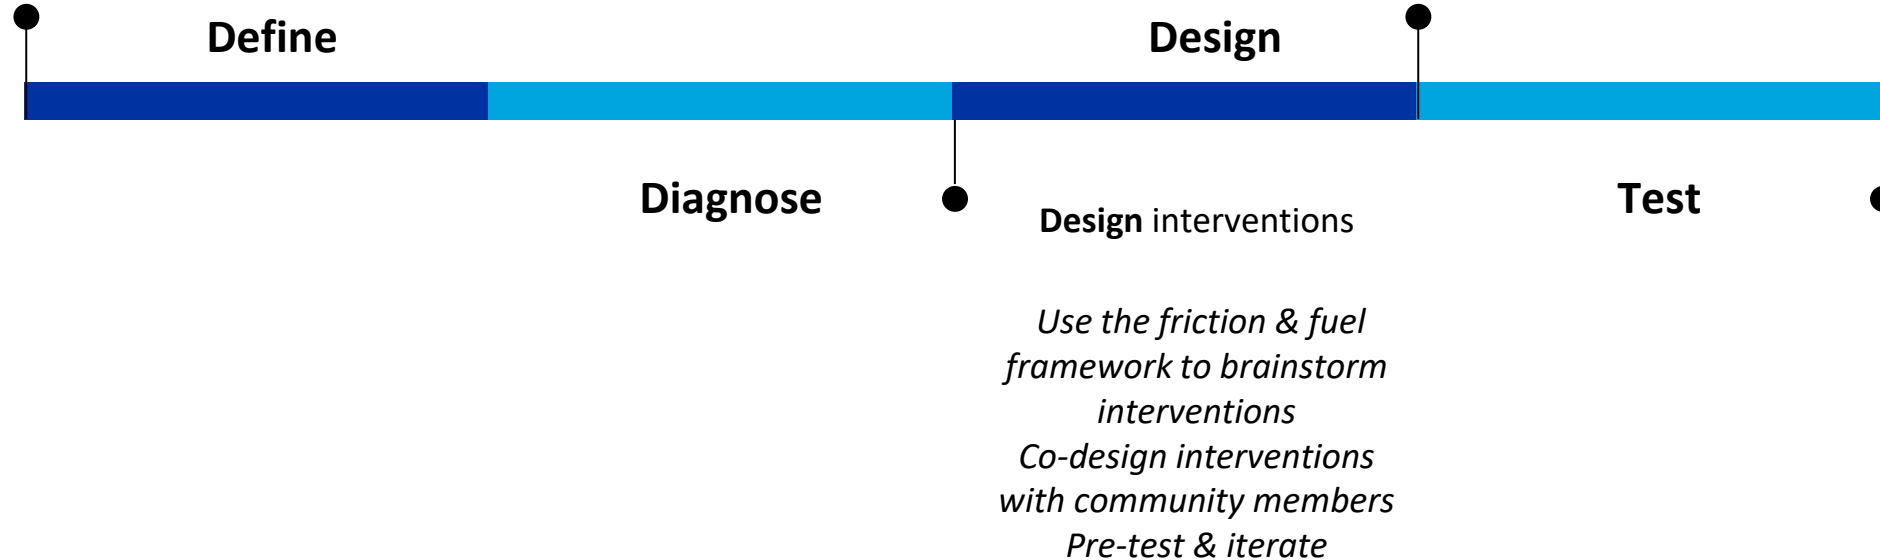 Define
Design
Diagnose
Test
Design interventions
Use the friction & fuel
framework to brainstorm
interventions
Co-design interventions
with community members
Pre-test & iterate